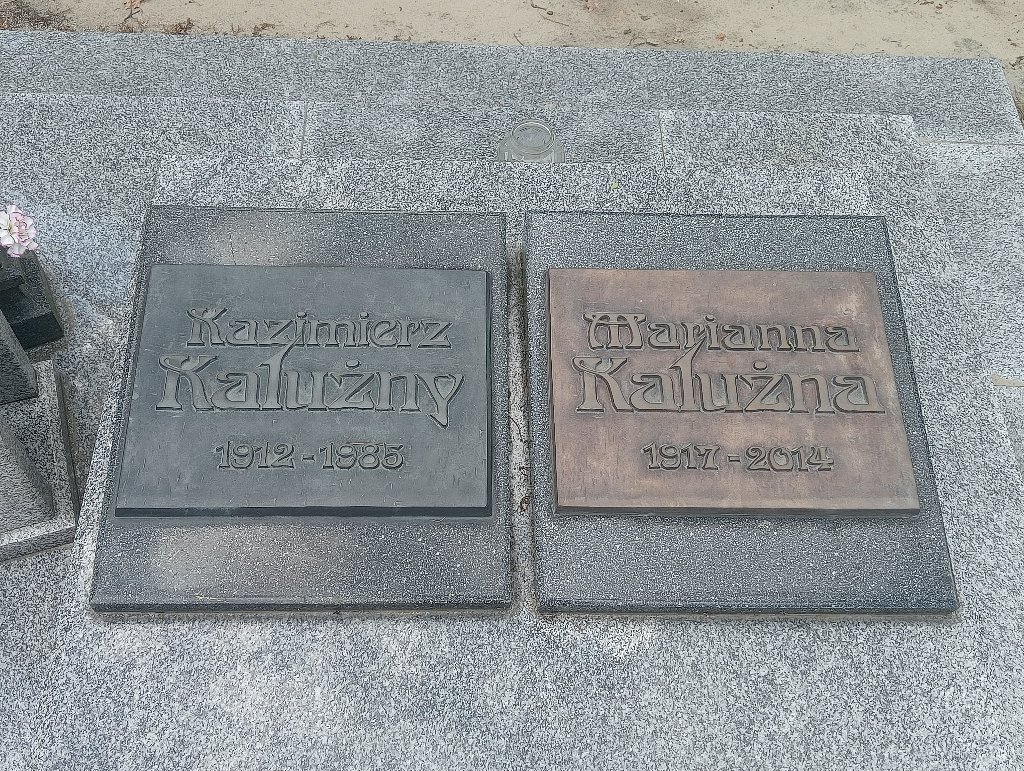 Kazimierz
Kałużny
1912 - 1985
Marianna
Kałużna
1917 - 2014